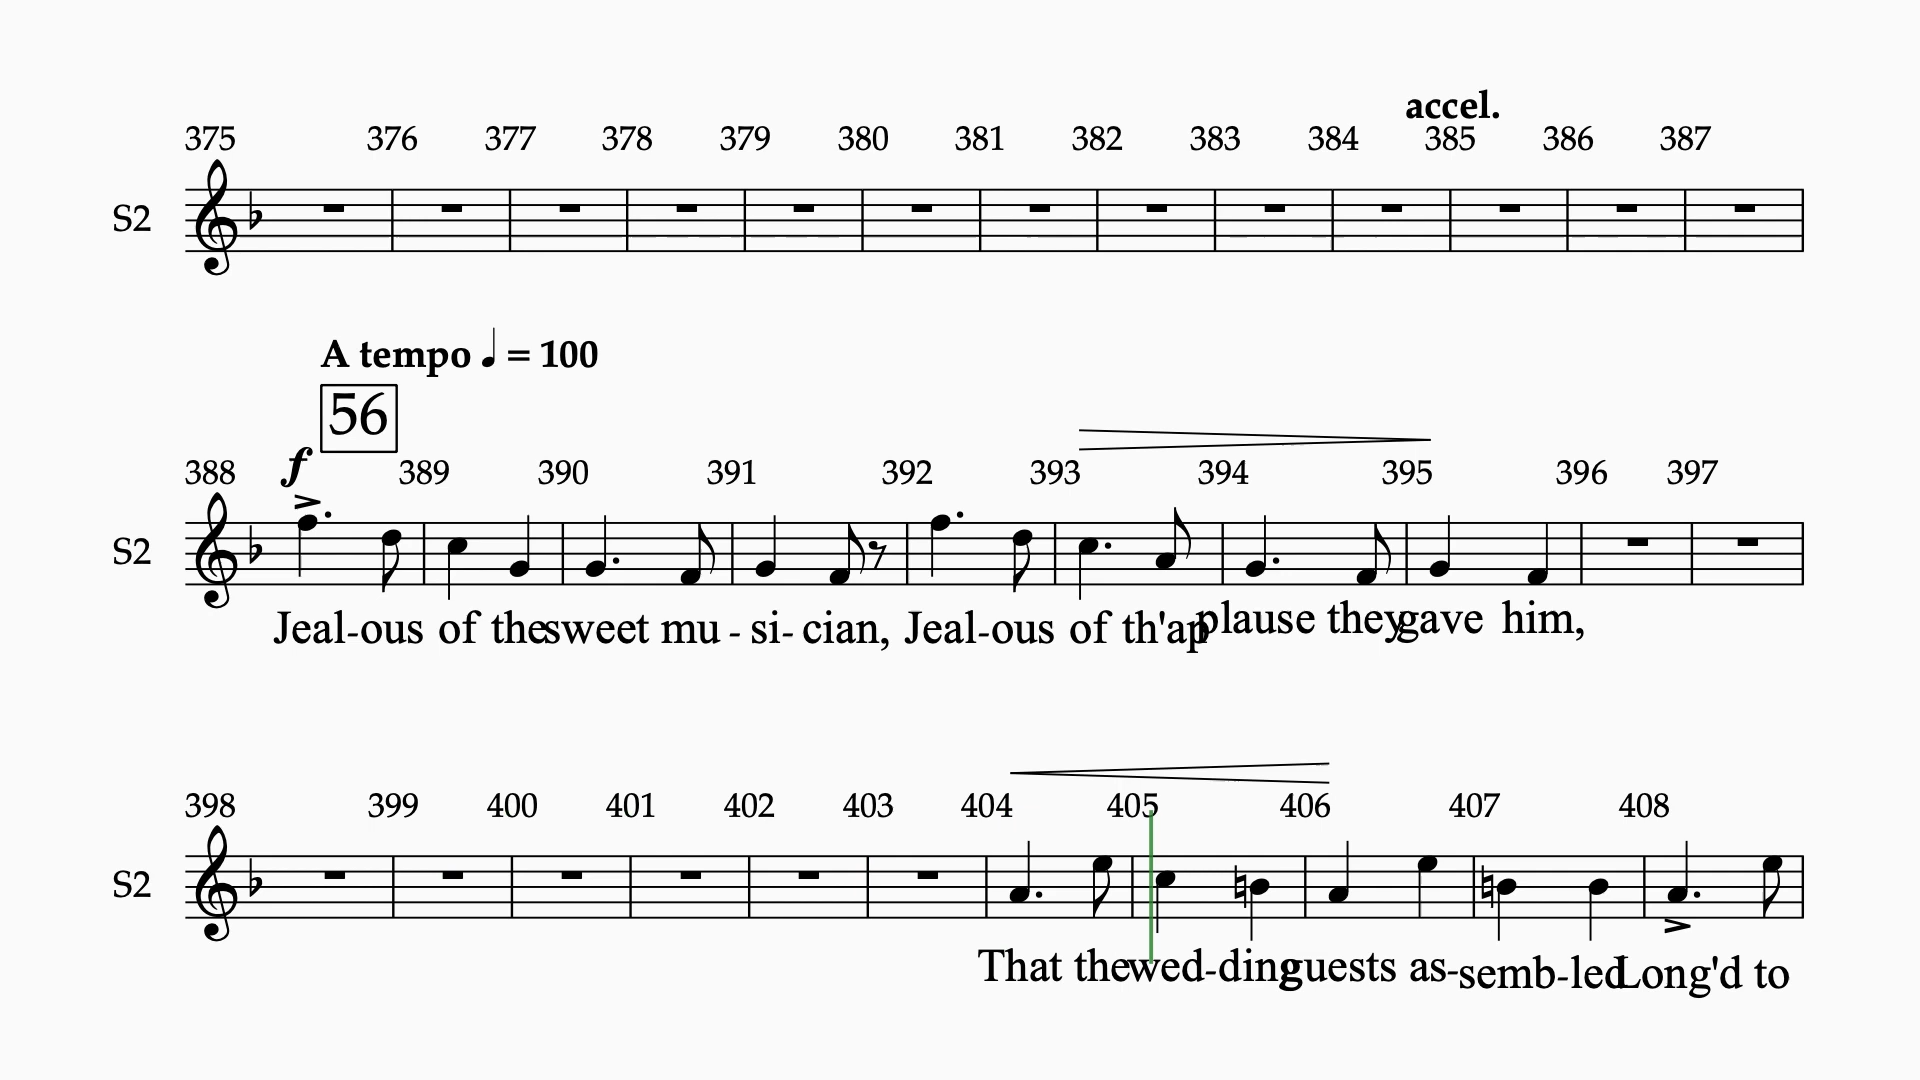 accel.
375 376 377 378 379 380 381 382 383 384 385 386 387
S2
A tempo ♩ = 100
56
f
388 389 390 391 392 393 394 395 396 397
S2
Jeal-ous of the sweet mu - si- cian, Jeal-ous of th'ap plause they gave him,
398 399 400 401 402 403 404 405 406 407 408
S2
That the wed-ding guests as-semb-led Long'd to